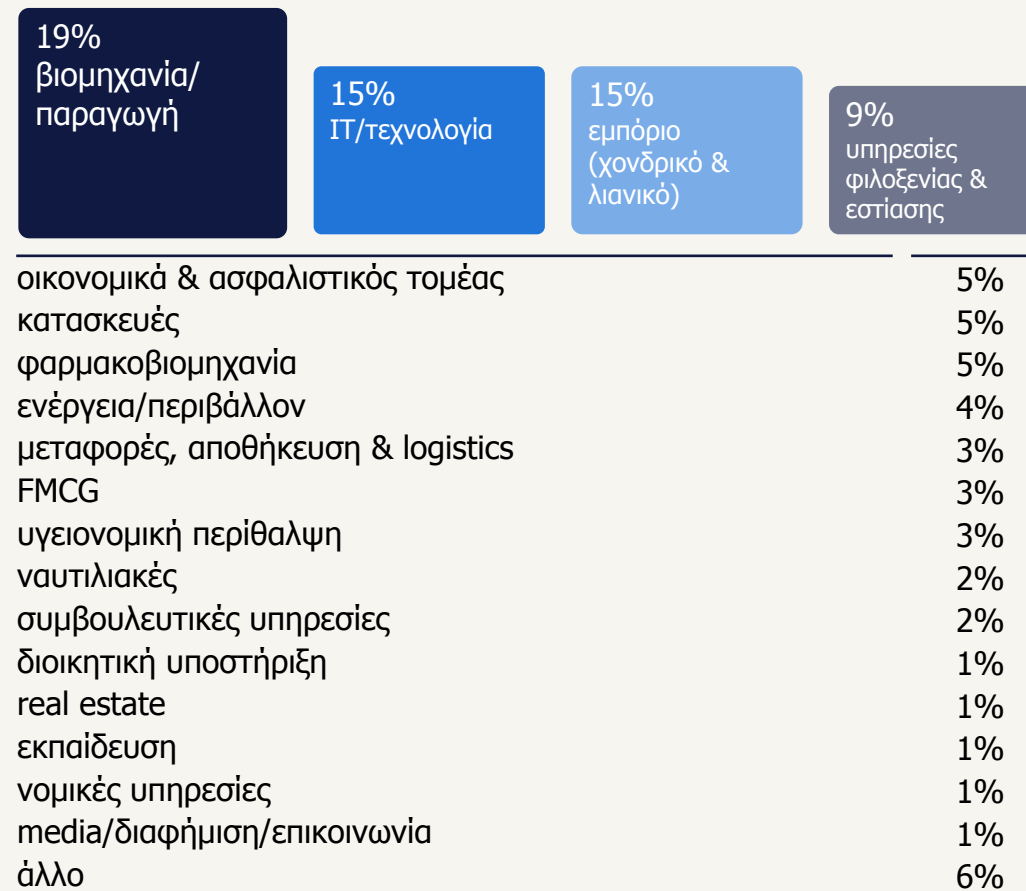 19%
βιομηχανία/
παραγωγή
15%
IT/τεχνολογία
15%
εμπόριο
(χονδρικό &
λιανικό)
9%
υπηρεσίες
φιλοξενίας &
εστίασης
οικονομικά & ασφαλιστικός τομέας 5%
κατασκευές 5%
φαρμακοβιομηχανία 5%
ενέργεια/περιβάλλον 4%
μεταφορές, αποθήκευση & logistics 3%
FMCG 3%
υγειονομική περίθαλψη 3%
ναυτιλιακές 2%
συμβουλευτικές υπηρεσίες 2%
διοικητική υποστήριξη 1%
real estate 1%
εκπαίδευση 1%
νομικές υπηρεσίες 1%
media/διαφήμιση/επικοινωνία 1%
άλλο 6%